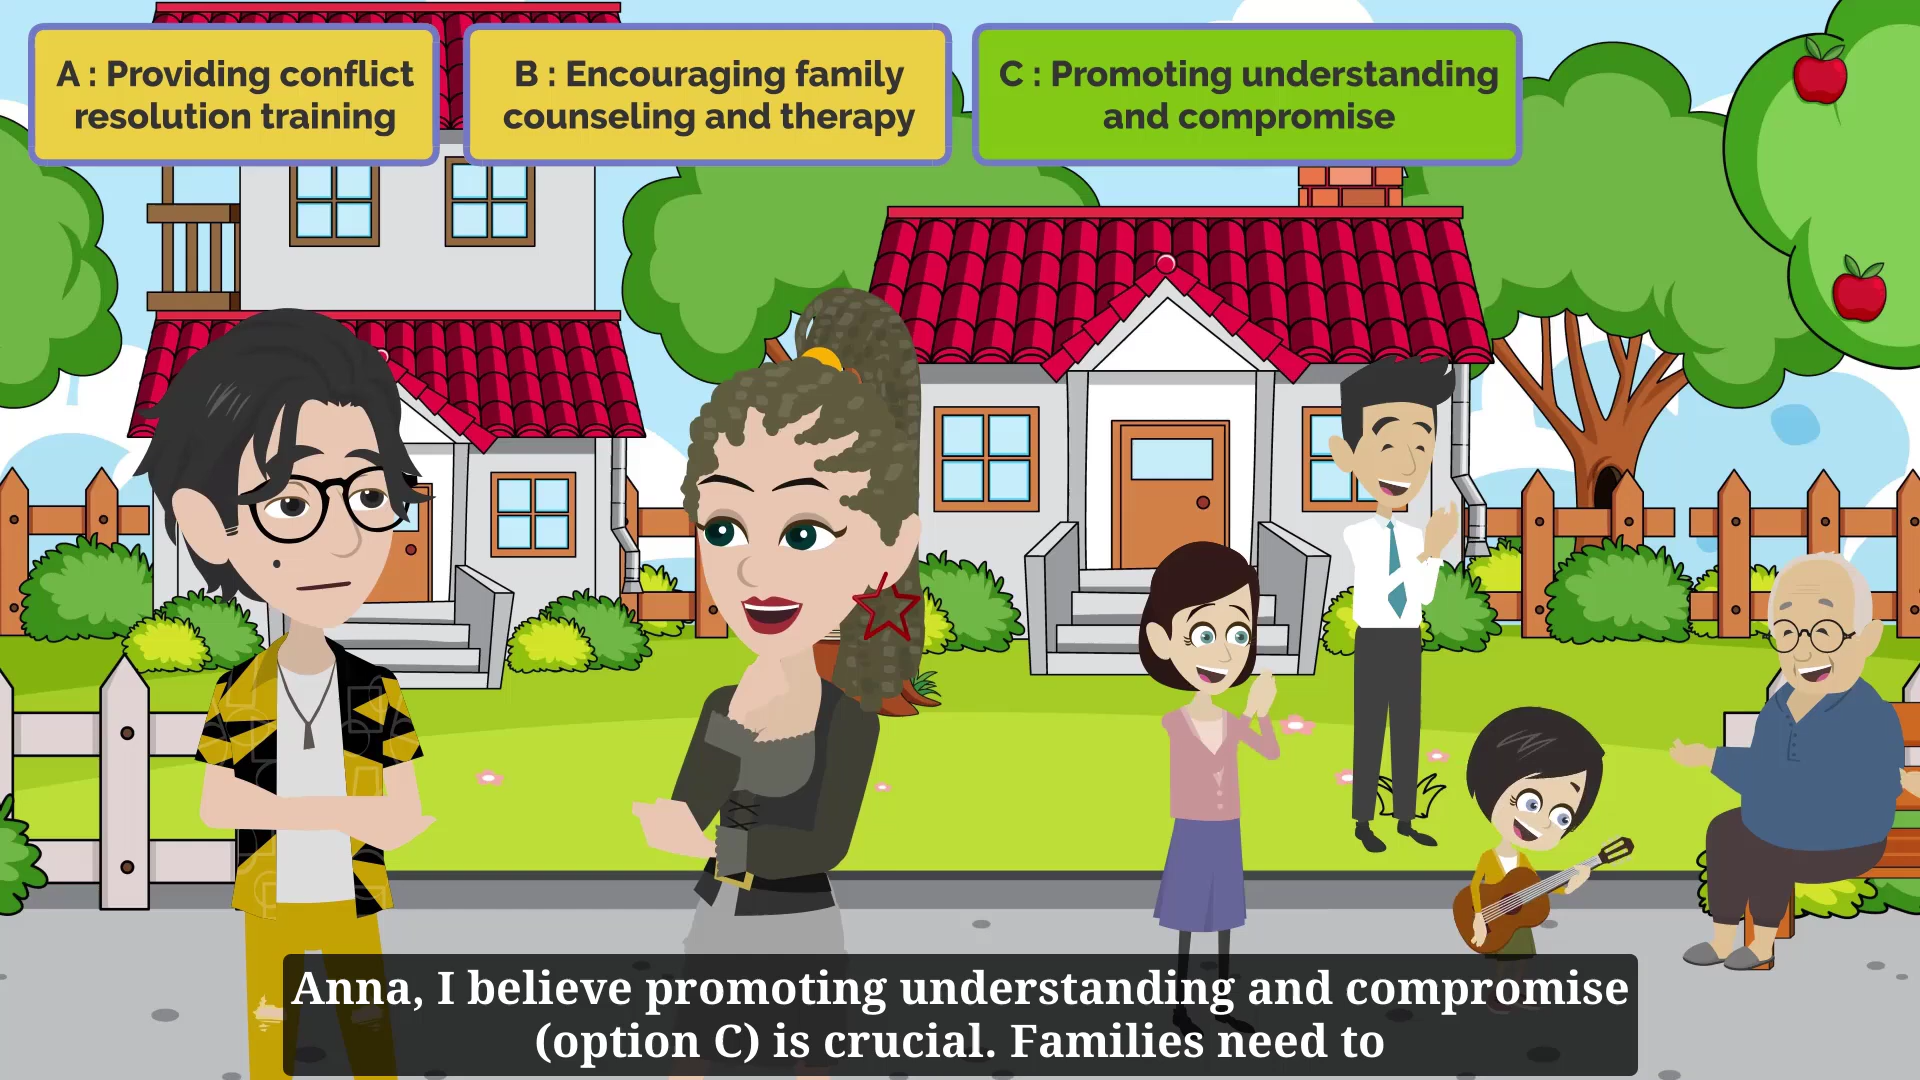 A : Providing conflict
resolution training
B : Encouraging family
counseling and therapy
C : Promoting understanding
and compromise
Anna, I believe promoting understanding and compromise
(option C) is crucial. Families need to